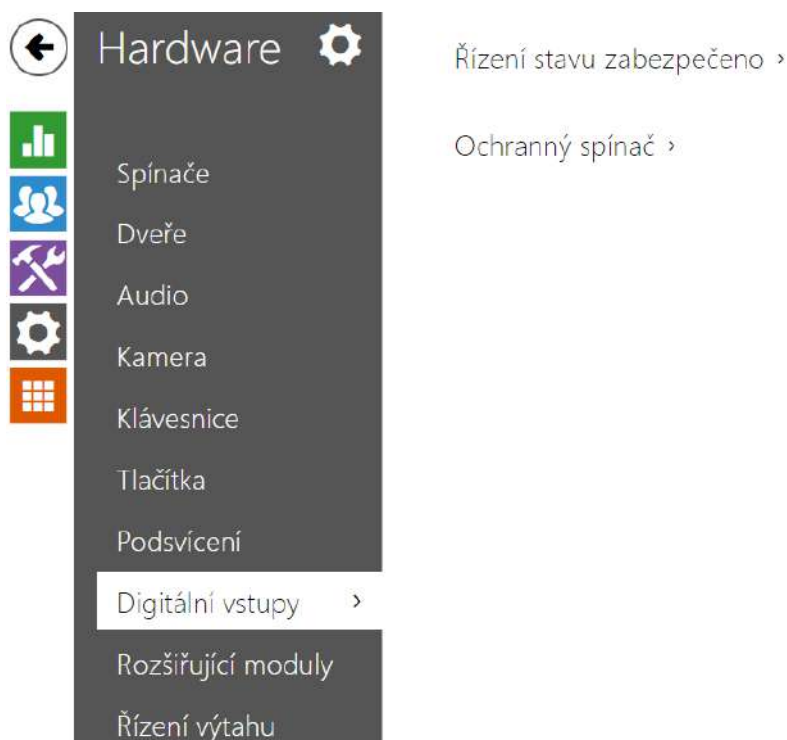 Hardware
Spínače
Dveře
Audio
Kamera
Klávesnice
Tlačítka
Podsvícení
Digitální vstupy ›
Rozšiřující moduly
Řízení výtahu
Řízení stavu zabezpečeno ›
Ochranný spínač ›